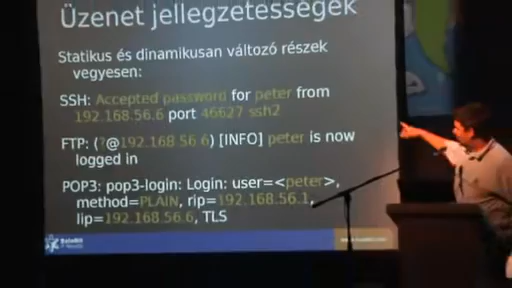 Üzenet jellegzetességek
Statikus és dinamikusan változó részek
vegyesen:
SSH: Accepted password for peter from
192.168.56.6 port 46627 ssh2
FTP: (?@192.168.56.6) [INFO] peter is now
logged in
POP3: pop3-login: Login: user=<peter>,
method=PLAIN, rip=192.168.56.1,
lip=192.168.56.6, TLS
BalaBit